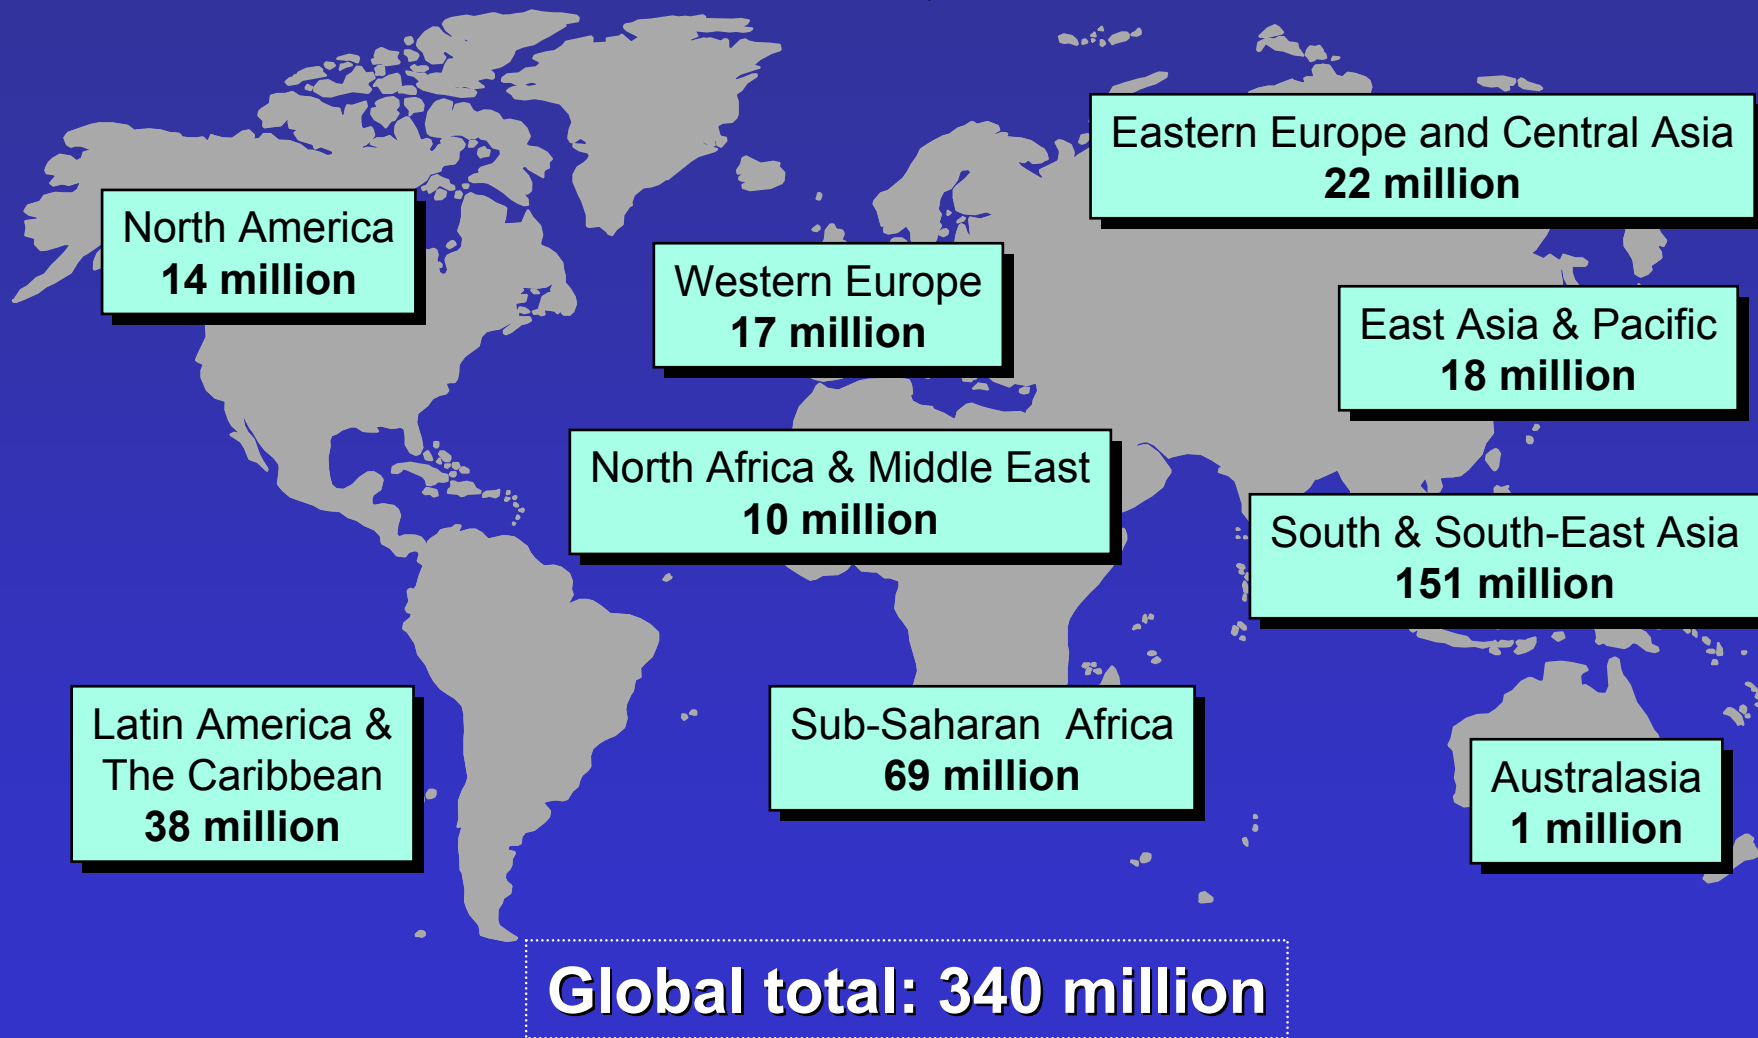 Eastern Europe and Central Asia
22 million
North America
14 million
Western Europe
17 million
East Asia & Pacific
18 million
North Africa & Middle East
10 million
South & South-East Asia
151 million
Latin America &
The Caribbean
38 million
Sub-Saharan Africa
69 million
Australasia
1 million
Global total: 340 million